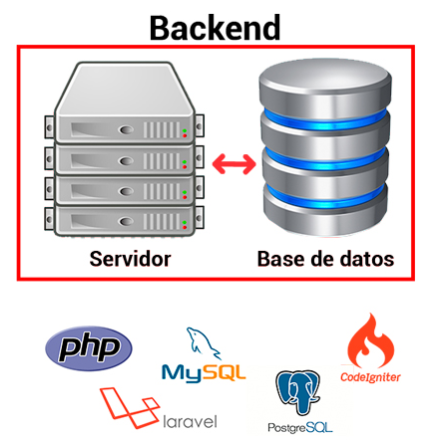 Backend
Servidor
Base de datos
php
MySQL
CodeIgniter
laravel
PostgreSQL